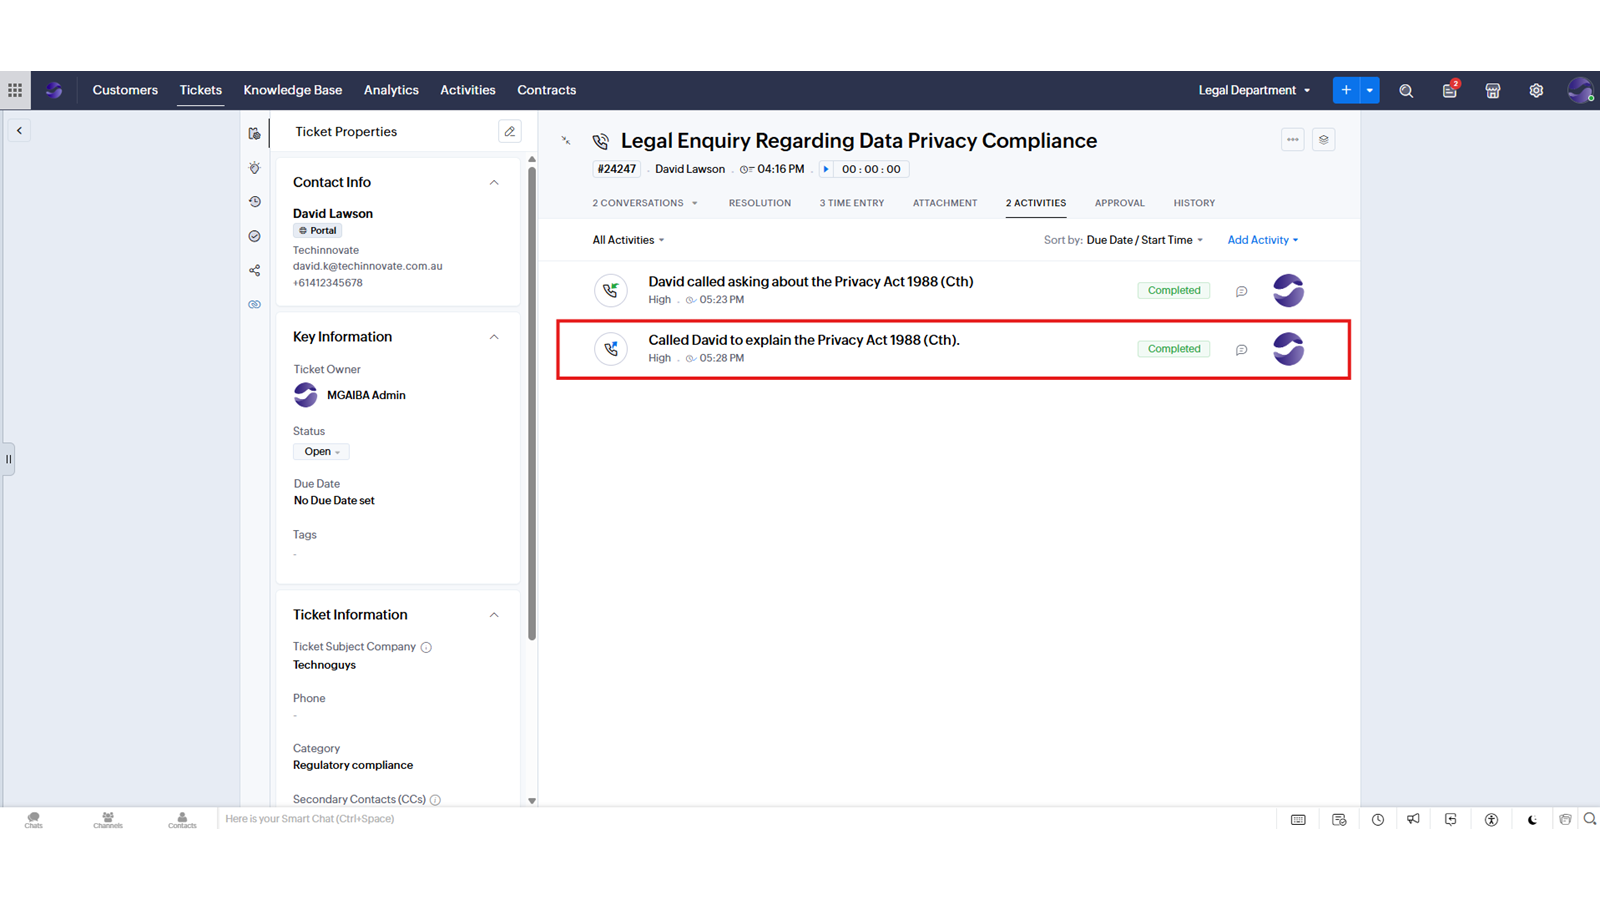 Customers Tickets Knowledge Base Analytics Activities Contracts Legal Department 2
Ticket Properties
Contact Info
David Lawson
Portal
Techinnovate
david.k@techinnovate.com.au
+61412345678
Key Information
Ticket Owner
MGAIBA Admin
Status
Open
Due Date
No Due Date set
Tags
-
Ticket Information
Ticket Subject Company
Technoguys
Phone
-
Category
Regulatory compliance
Secondary Contacts (CCs)
Legal Enquiry Regarding Data Privacy Compliance
#24247 . David Lawson . 04:16 PM . 00 : 00 : 00
2 CONVERSATIONS RESOLUTION 3 TIME ENTRY ATTACHMENT 2 ACTIVITIES APPROVAL HISTORY
All Activities Sort by: Due Date / Start Time Add Activity
David called asking about the Privacy Act 1988 (Cth)
High . 05:23 PM
Completed
Called David to explain the Privacy Act 1988 (Cth).
High . 05:28 PM
Completed
Chats Channels Contacts Here is your Smart Chat (Ctrl+Space)